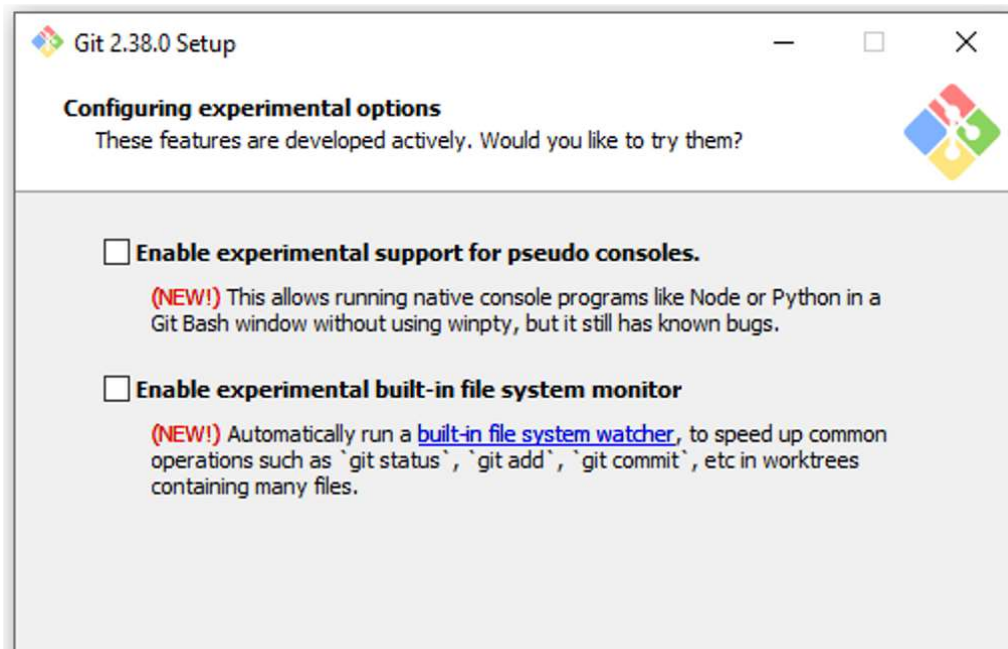 Git 2.38.0 Setup
Configuring experimental options
These features are developed actively. Would you like to try them?
Enable experimental support for pseudo consoles.
(NEW!) This allows running native console programs like Node or Python in a
Git Bash window without using winpty, but it still has known bugs.
Enable experimental built-in file system monitor
(NEW!) Automatically run a built-in file system watcher, to speed up common
operations such as `git status`, `git add`, `git commit`, etc in worktrees
containing many files.